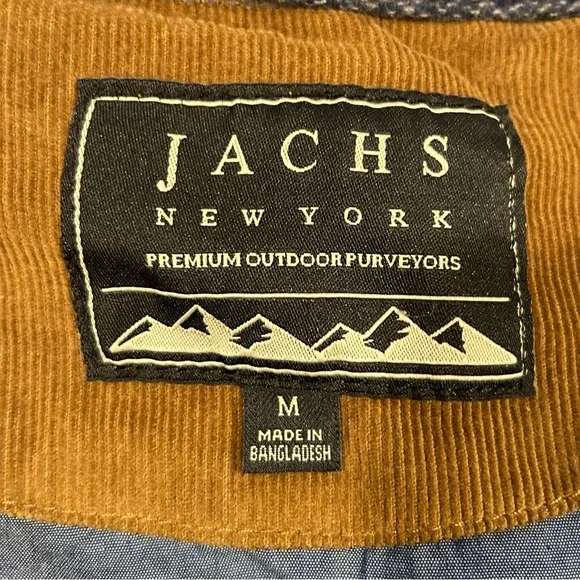 JACHS
NEW YORK
PREMIUM OUTDOOR PURVEYORS
M
MADE IN
BANGLADESH